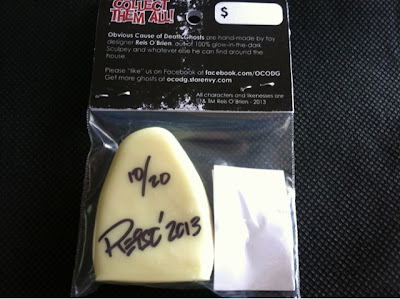 COLLECT
THEM ALL!
$
Obvious Cause of Death Ghosts are hand-made by toy
designer Reis O'Brien, out of 100% glow-in-the-dark
Sculpey and whatever else he can find around the
house.
Please "like" us on Facebook at facebook.com/OCODG
Get more ghosts at ocodg.storenvy.com
All characters and likenesses are
TM Reis O'Brien - 2013
10/20
2013